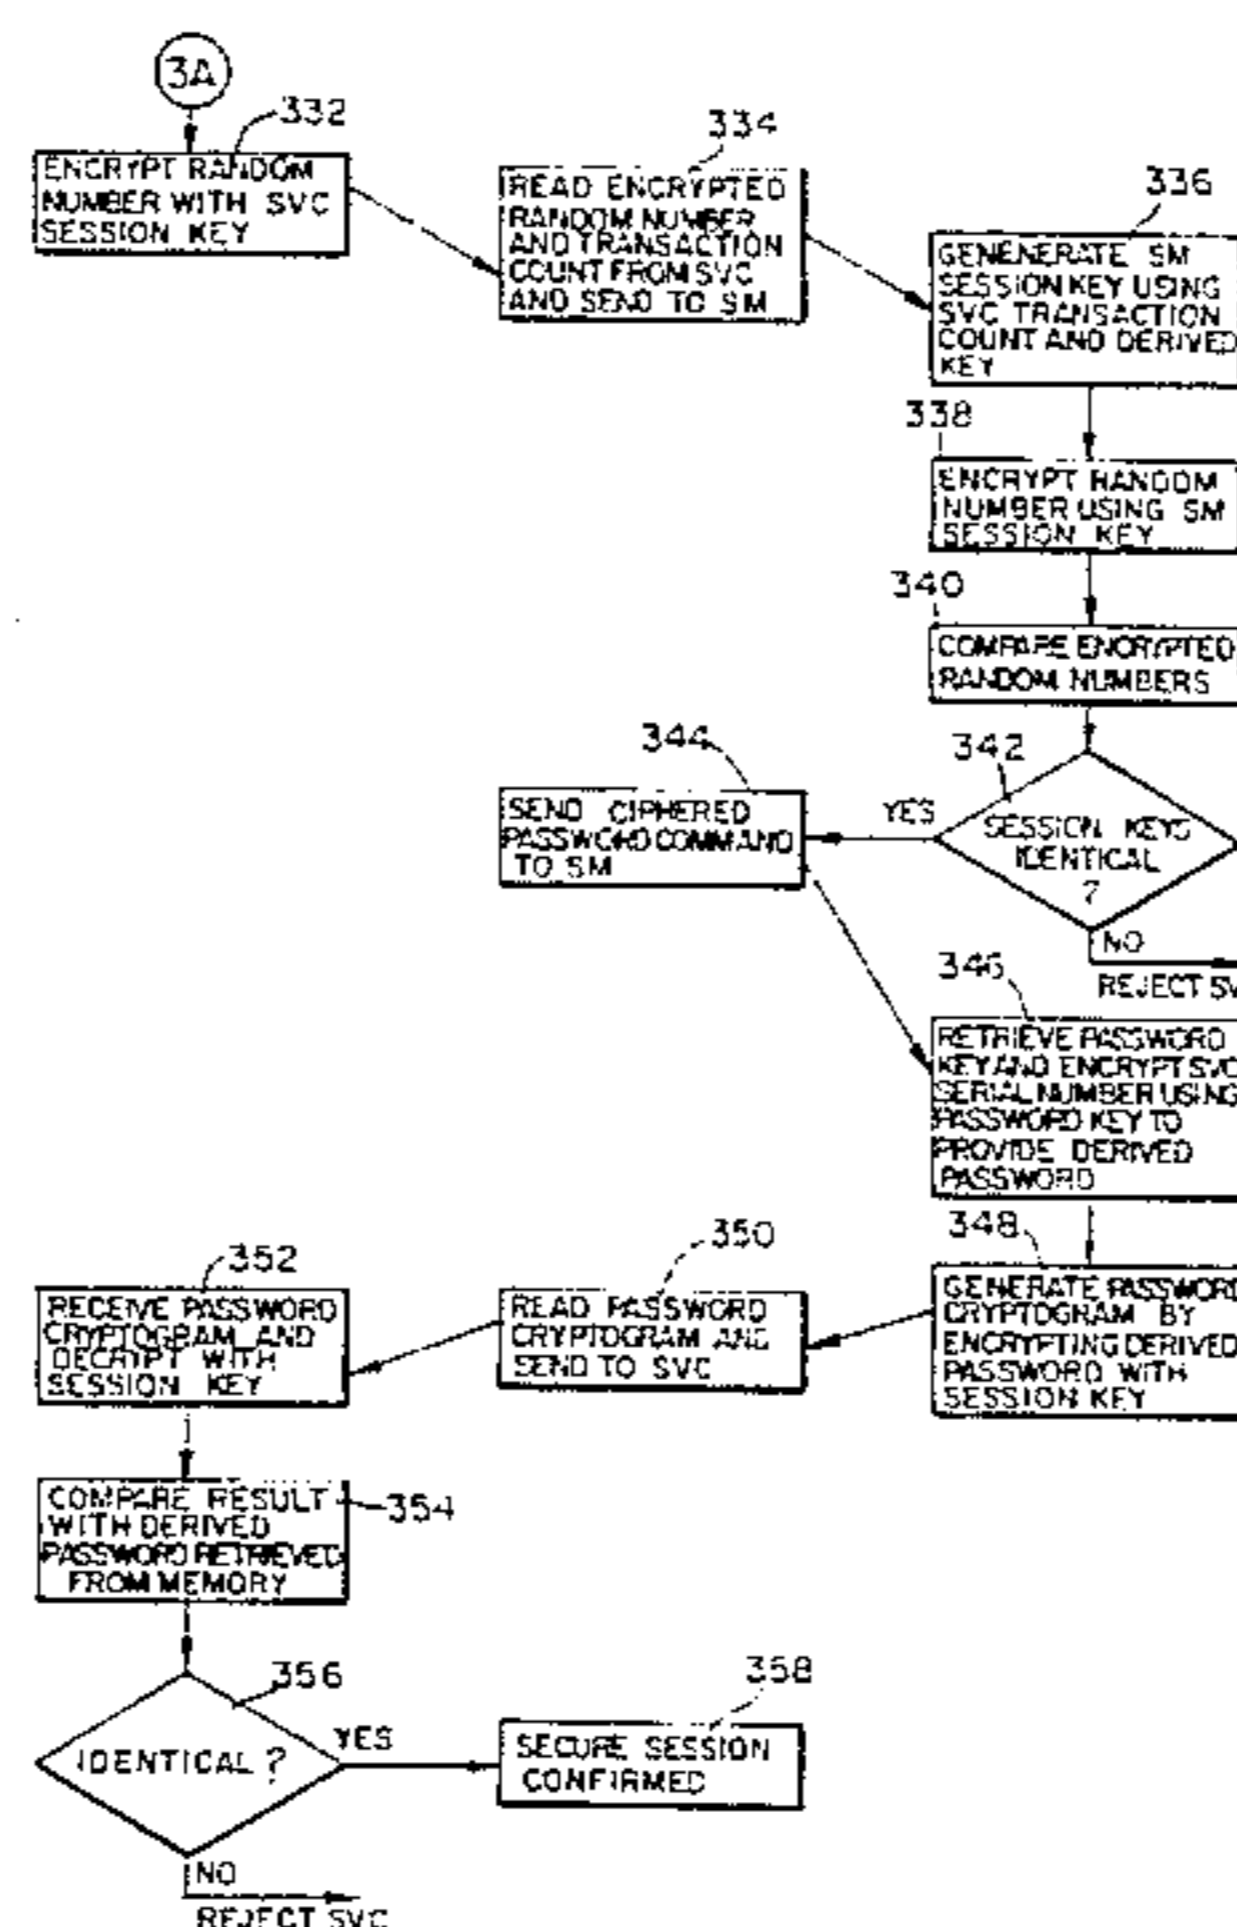 3A
332
ENCRYPT RANDOM
NUMBER WITH SVC
SESSION KEY
334
READ ENCRYPTED
RANDOM NUMBER
AND TRANSACTION
COUNT FROM SVC
AND SEND TO SM
336
GENENERATE SM
SESSION KEY USING
SVC TRANSACTION
COUNT AND DERIVED
KEY
338
ENCRYPT RANDOM
NUMBER USING SM
SESSION KEY
340
COMPARE ENCRYPTED
RANDOM NUMBERS
342
SESSION KEYS
IDENTICAL
?
YES
NO
REJECT SV
344
SEND CIPHERED
PASSWORD COMMAND
TO SM
346
RETRIEVE PASSWORD
KEY AND ENCRYPT SVC
SERIAL NUMBER USING
PASSWORD KEY TO
PROVIDE DERIVED
PASSWORD
348
GENERATE PASSWORD
CRYPTOGRAM BY
ENCRYPTING DERIVED
PASSWORD WITH
SESSION KEY
350
READ PASSWORD
CRYPTOGRAM AND
SEND TO SVC
352
RECEIVE PASSWORD
CRYPTOGRAM AND
DECRYPT WITH
SESSION KEY
354
COMPARE RESULT
WITH DERIVED
PASSWORD RETRIEVED
FROM MEMORY
356
IDENTICAL ?
YES
358
SECURE SESSION
CONFIRMED
NO
REJECT SVC